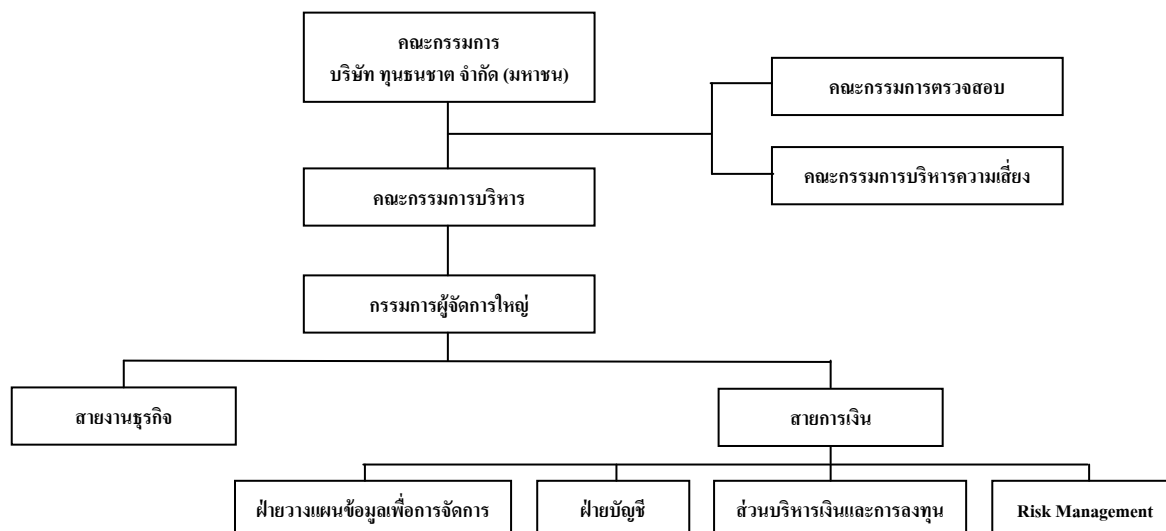 คณะกรรมการ
บริษัท ทุนธนชาต จำกัด (มหาชน)
คณะกรรมการตรวจสอบ
คณะกรรมการบริหารความเสี่ยง
คณะกรรมการบริหาร
กรรมการผู้จัดการใหญ่
สายงานธุรกิจ
สายการเงิน
ฝ่ายวางแผนข้อมูลเพื่อการจัดการ
ฝ่ายบัญชี
ส่วนบริหารเงินและการลงทุน
Risk Management